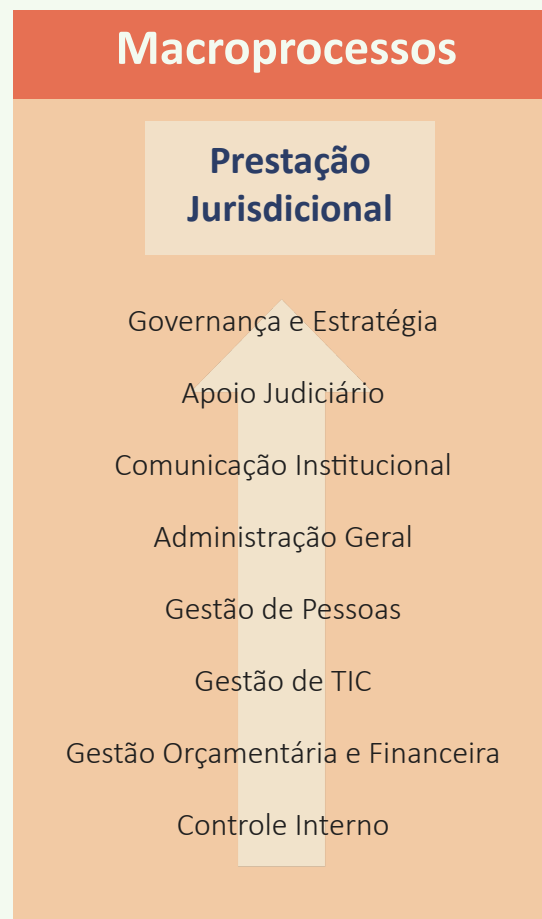 Macroprocessos
Prestação
Jurisdicional
Governança e Estratégia
Apoio Judiciário
Comunicação Institucional
Administração Geral
Gestão de Pessoas
Gestão de TIC
Gestão Orçamentária e Financeira
Controle Interno